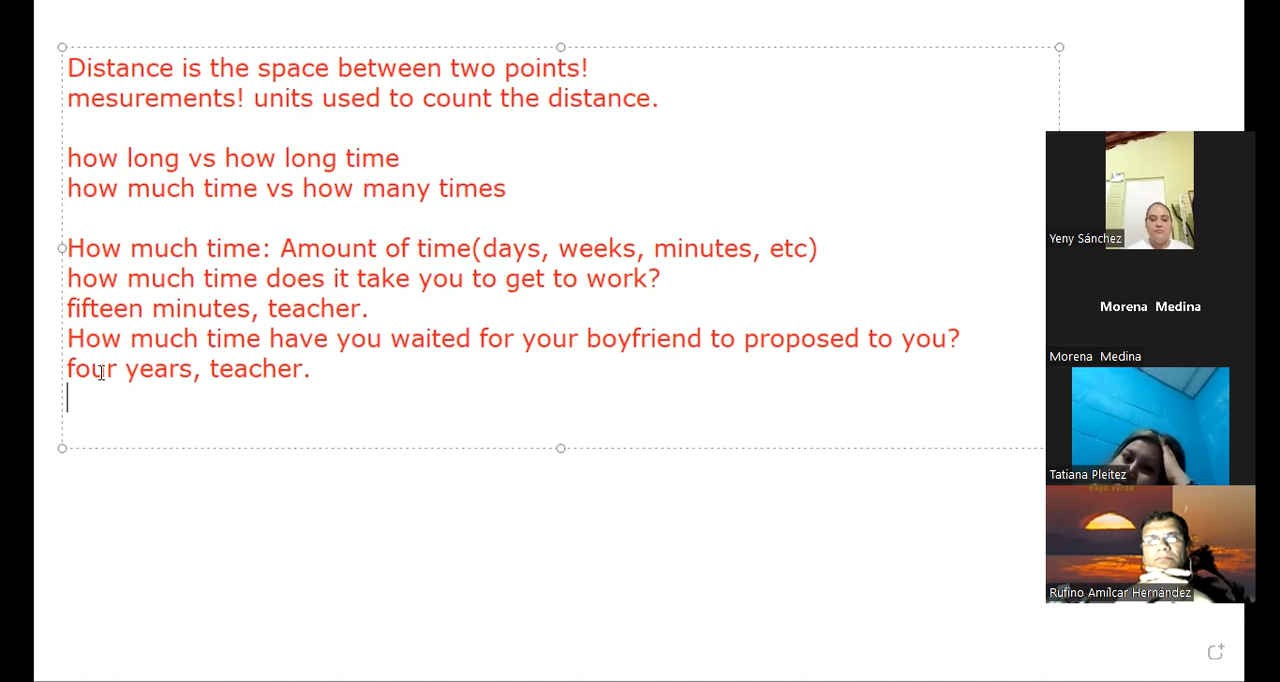 Distance is the space between two points!
mesurements! units used to count the distance.
how long vs how long time
how much time vs how many times
How much time: Amount of time(days, weeks, minutes, etc)
how much time does it take you to get to work?
fifteen minutes, teacher.
How much time have you waited for your boyfriend to proposed to you?
four years, teacher.
Yeny Sánchez
Morena Medina
Morena Medina
Tatiana Pleitez
Rufino Amílcar Hernández